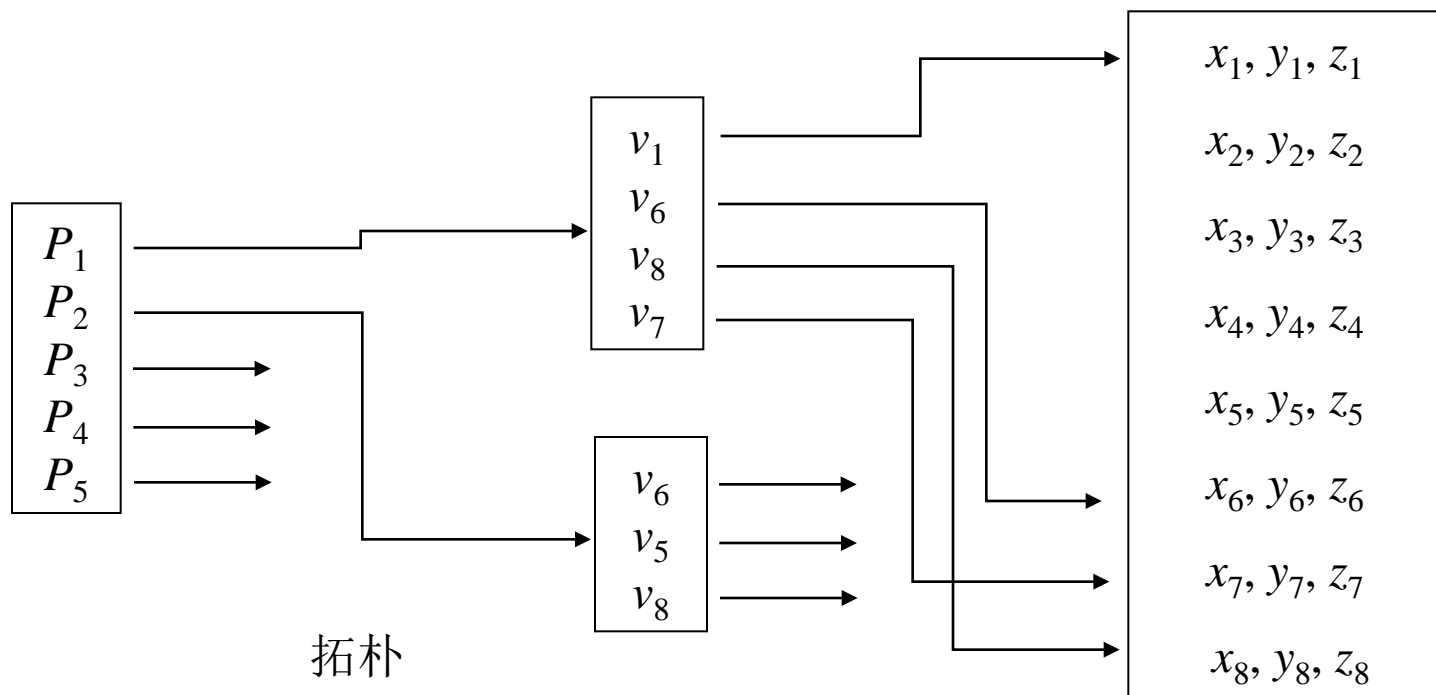 P₁
P₂
P₃
P₄
P₅
v₁
v₆
v₈
v₇
v₆
v₅
v₈
拓朴
x₁, y₁, z₁
x₂, y₂, z₂
x₃, y₃, z₃
x₄, y₄, z₄
x₅, y₅, z₅
x₆, y₆, z₆
x₇, y₇, z₇
x₈, y₈, z₈